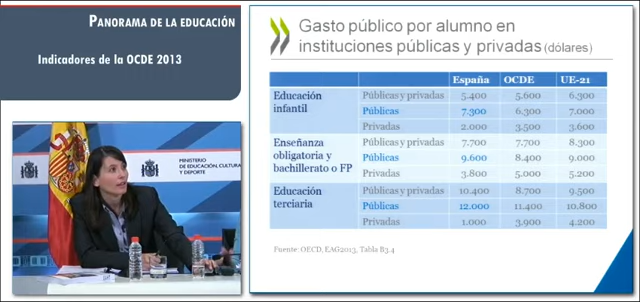 PANORAMA DE LA EDUCACIÓN
Indicadores de la OCDE 2013
MINISTERIO
DE EDUCACIÓN, CULTURA
Y DEPORTE
Gasto público por alumno en
instituciones públicas y privadas (dólares)
España OCDE UE-21
Educación infantil Públicas y privadas 5.400 5.600 6.300
Públicas 7.300 6.300 7.000
Privadas 2.000 3.500 3.600
Enseñanza obligatoria y bachillerato o FP Públicas y privadas 7.700 7.700 8.300
Públicas 9.600 8.400 9.000
Privadas 3.800 5.000 5.200
Educación terciaria Públicas y privadas 10.400 8.700 9.500
Públicas 12.000 11.400 10.800
Privadas 1.000 3.900 4.200
Fuente: OECD, EAG2013, Tabla B3.4